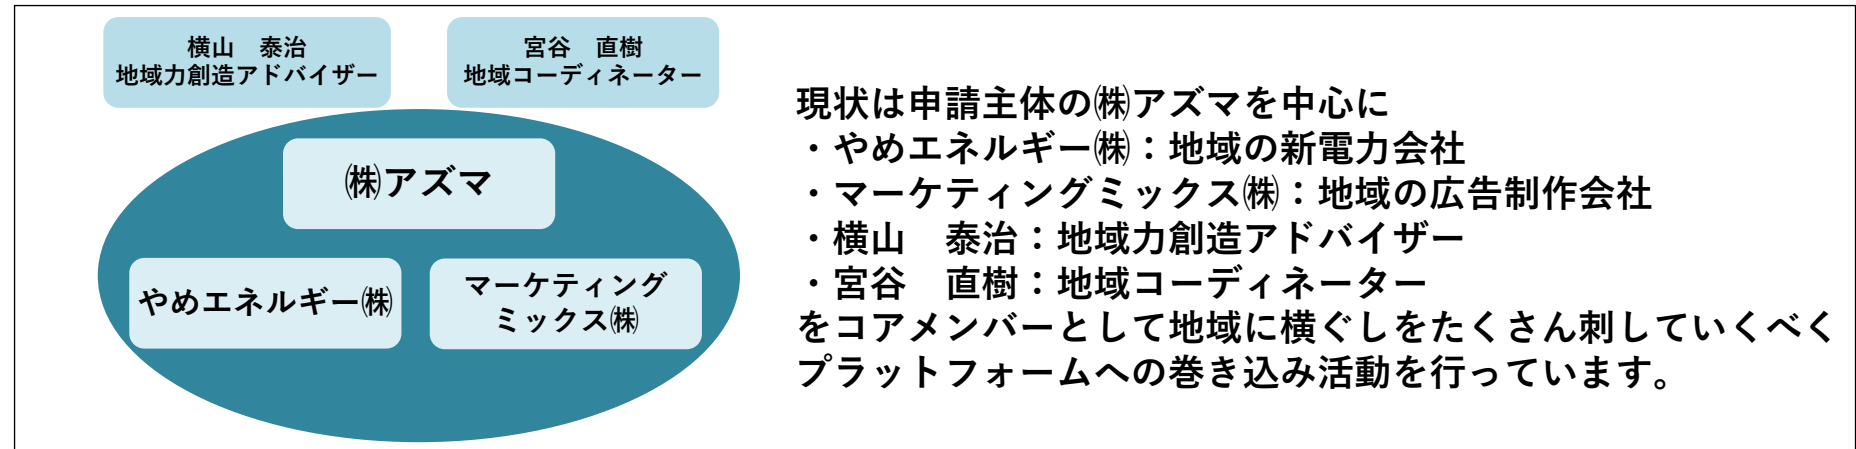 横山　泰治
地域力創造アドバイザー
宮谷　直樹
地域コーディネーター
㈱アズマ
やめエネルギー㈱
マーケティング
ミックス㈱
現状は申請主体の㈱アズマを中心に
・やめエネルギー㈱：地域の新電力会社
・マーケティングミックス㈱：地域の広告制作会社
・横山　泰治：地域力創造アドバイザー
・宮谷　直樹：地域コーディネーター
をコアメンバーとして地域に横ぐしをたくさん刺していくべく
プラットフォームへの巻き込み活動を行っています。